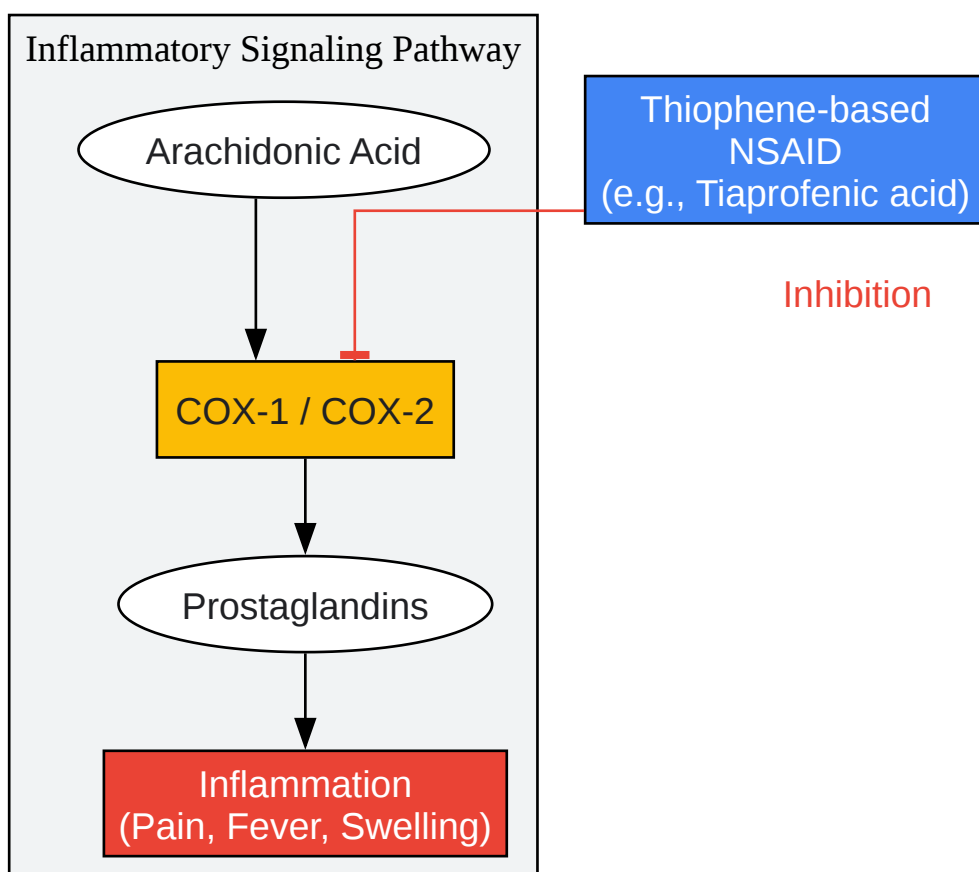 Inflammatory Signaling Pathway
Arachidonic Acid
Thiophene-based
NSAID
(e.g., Tiaprofenic acid)
Inhibition
COX-1 / COX-2
Prostaglandins
Inflammation
(Pain, Fever, Swelling)